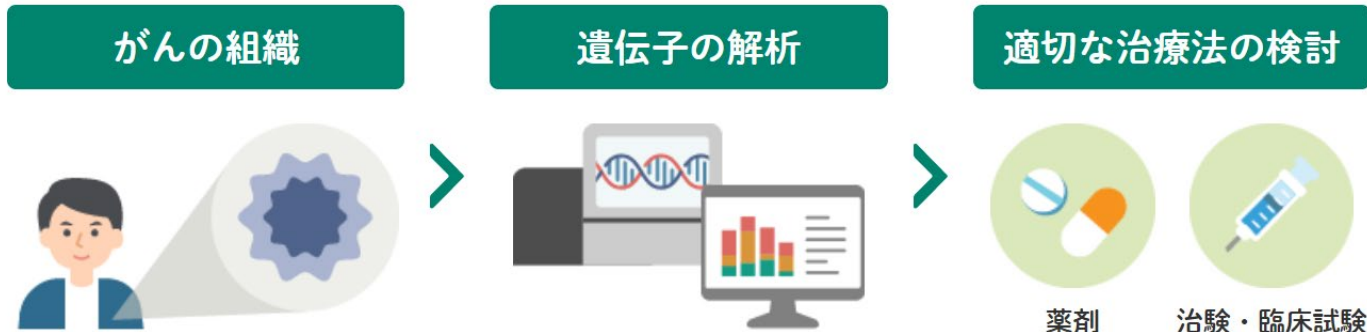 がんの組織
遺伝子の解析
適切な治療法の検討
薬剤
治験・臨床試験